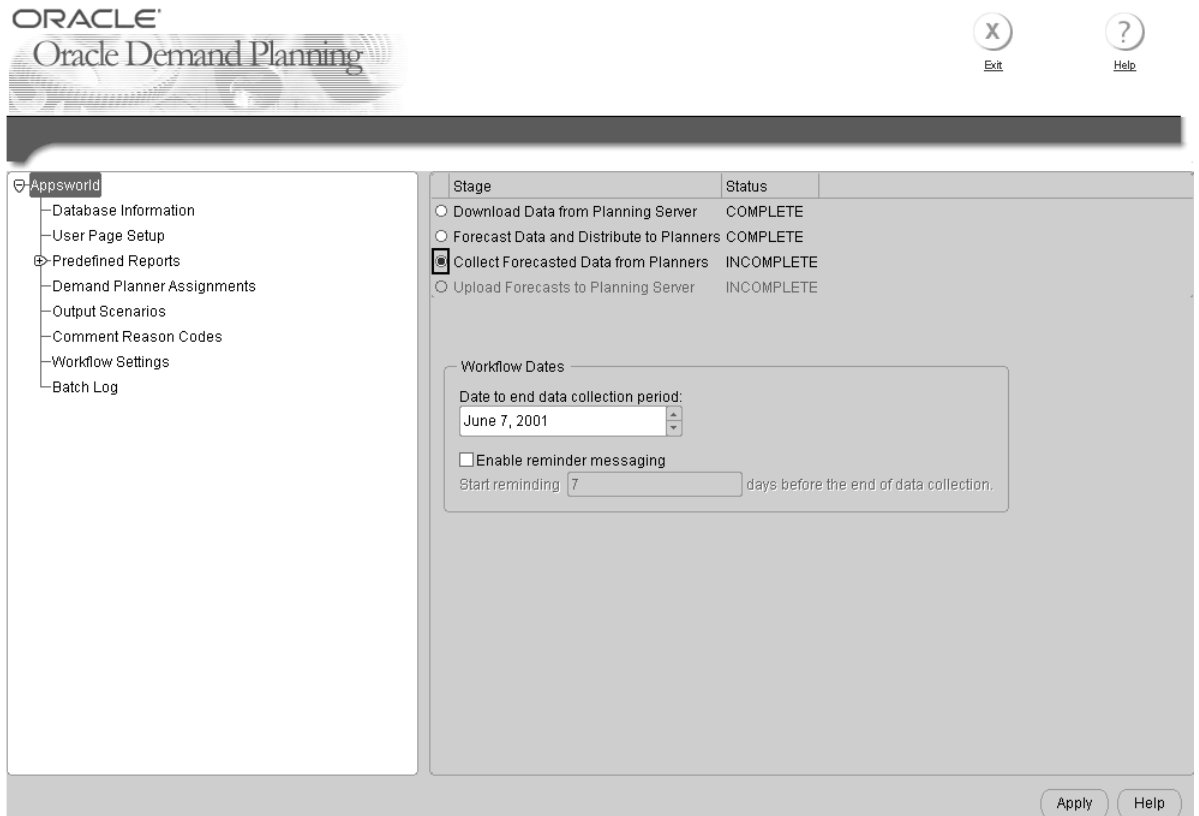 ORACLE
Oracle Demand Planning
X
Exit
?
Help
Appsworld
Database Information
User Page Setup
Predefined Reports
Demand Planner Assignments
Output Scenarios
Comment Reason Codes
Workflow Settings
Batch Log
Stage Status
Download Data from Planning Server COMPLETE
Forecast Data and Distribute to Planners COMPLETE
Collect Forecasted Data from Planners INCOMPLETE
Upload Forecasts to Planning Server INCOMPLETE
Workflow Dates
Date to end data collection period:
June 7, 2001
Enable reminder messaging
Start reminding 7 days before the end of data collection.
Apply Help